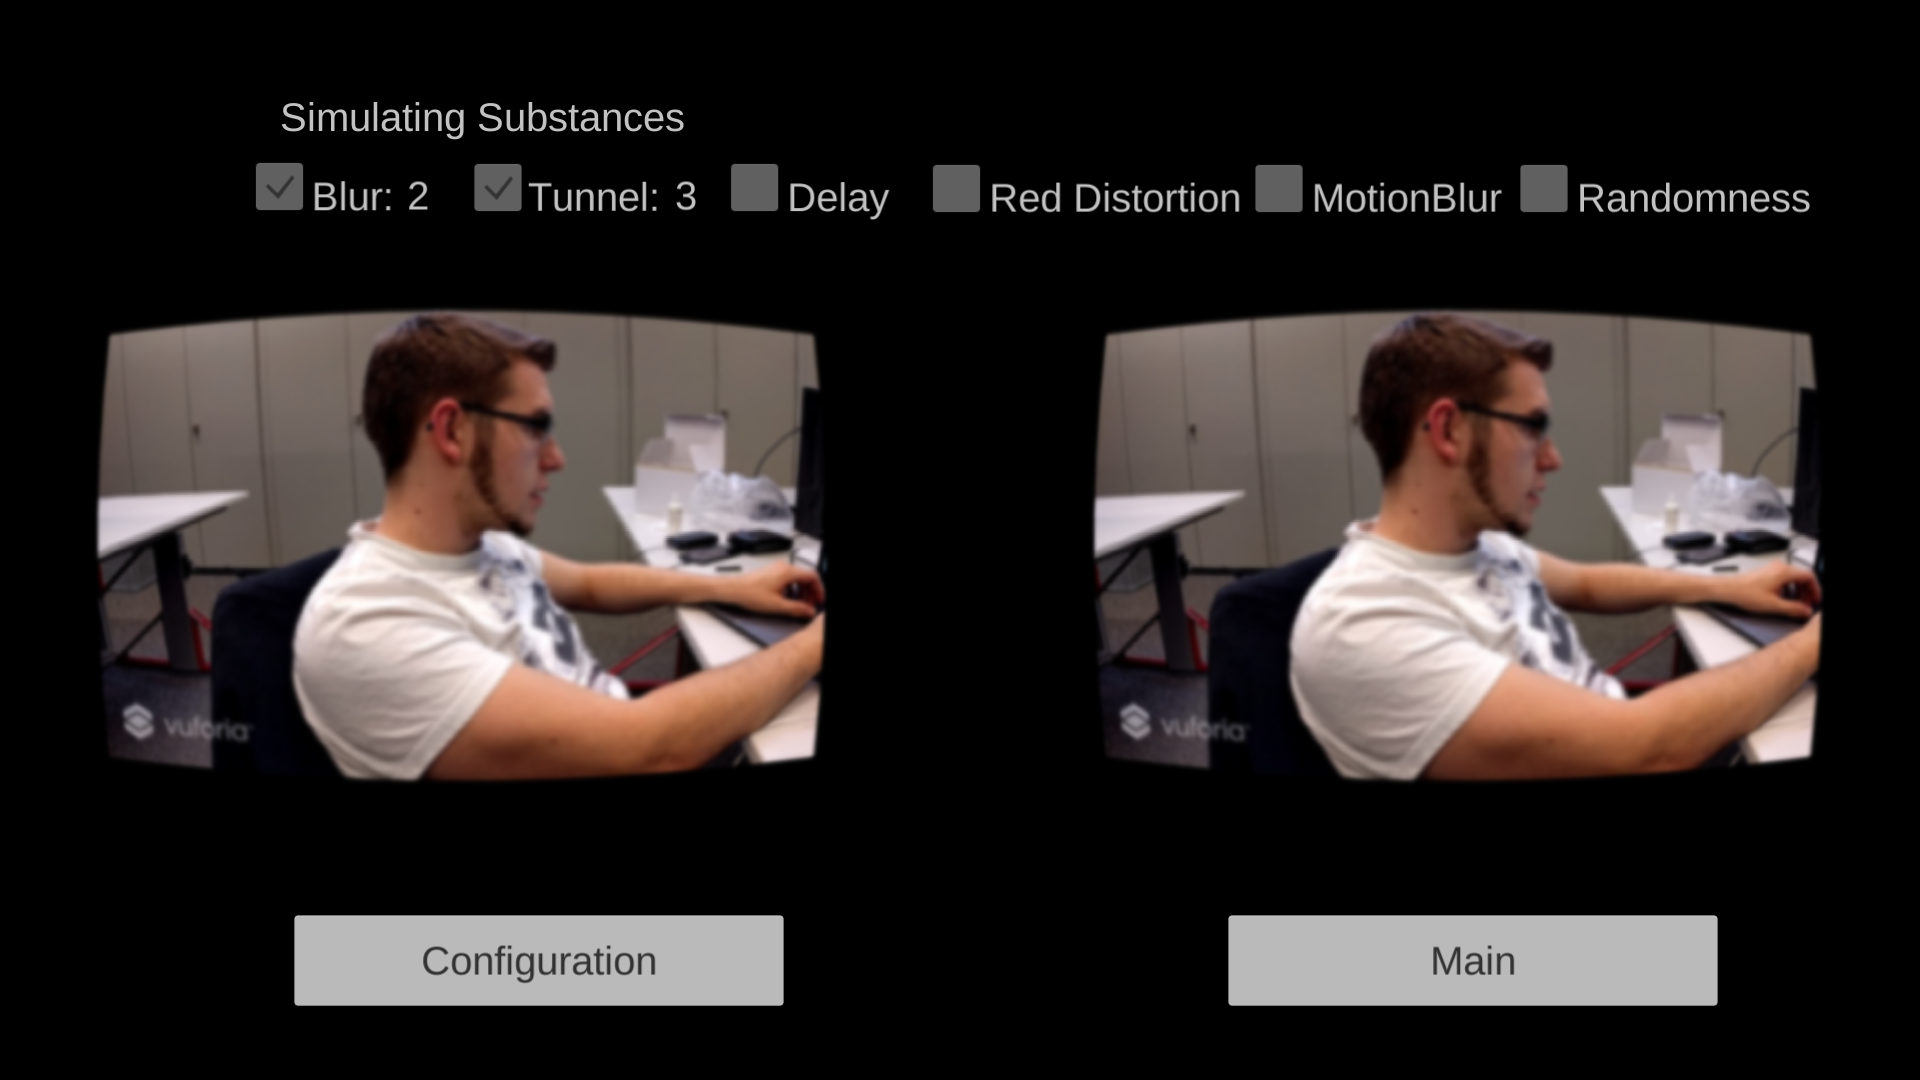 Simulating Substances
Blur: 2 Tunnel: 3 Delay Red Distortion MotionBlur Randomness
vuforia vuforia
Configuration Main